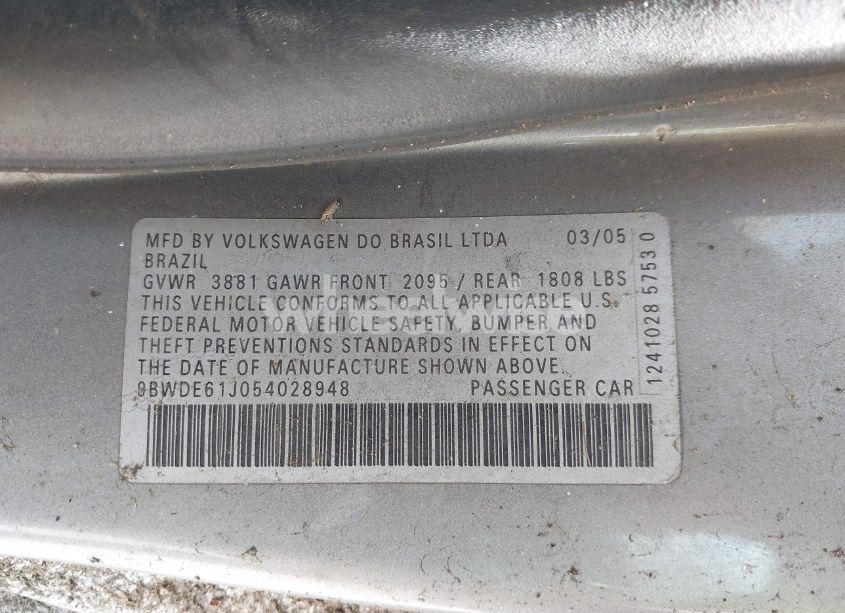 MFD BY VOLKSWAGEN DO BRASIL LTDA 03/05
BRAZIL
GVWR 3881 GAWR FRONT 2095 / REAR 1808 LBS
THIS VEHICLE CONFORMS TO ALL APPLICABLE U.S.
FEDERAL MOTOR VEHICLE SAFETY, BUMPER AND
THEFT PREVENTIONS STANDARDS IN EFFECT ON
THE DATE OF MANUFACTURE SHOWN ABOVE.
9BWDE61J054028948 PASSENGER CAR
1241028 5753 0